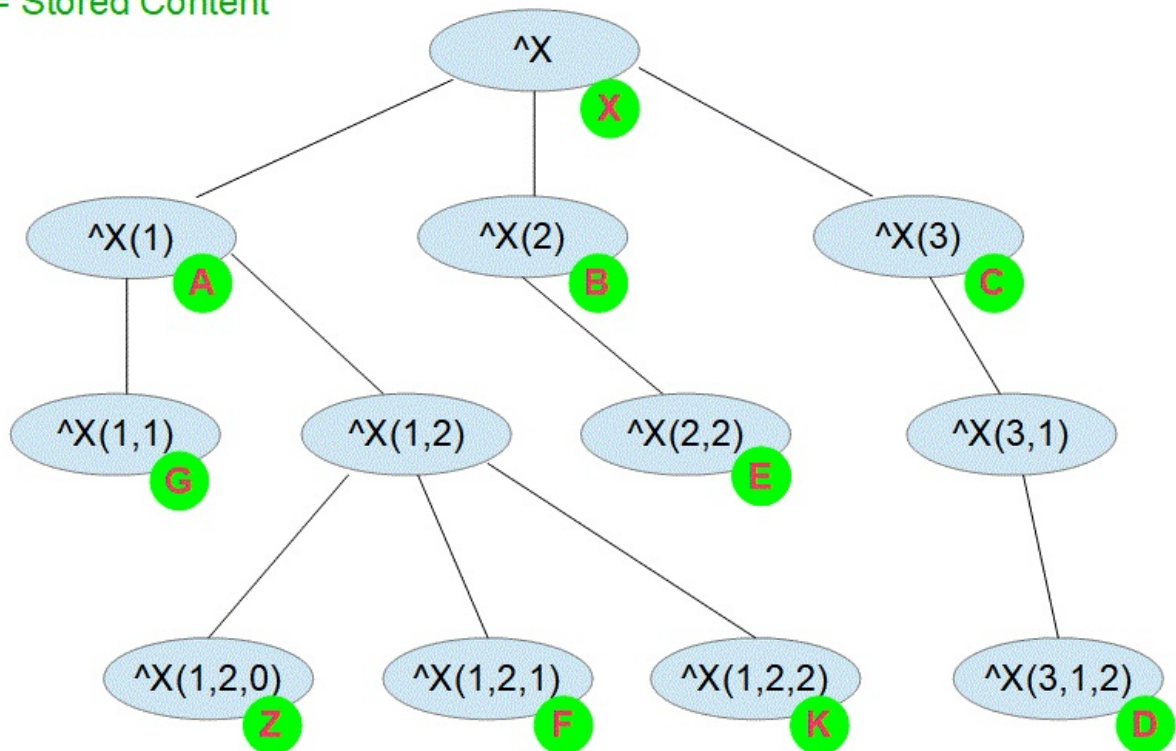 - Stored Content
^X
X
^X(1)
A
^X(2)
B
^X(3)
C
^X(1,1)
G
^X(1,2)
^X(2,2)
E
^X(3,1)
^X(1,2,0)
Z
^X(1,2,1)
F
^X(1,2,2)
K
^X(3,1,2)
D